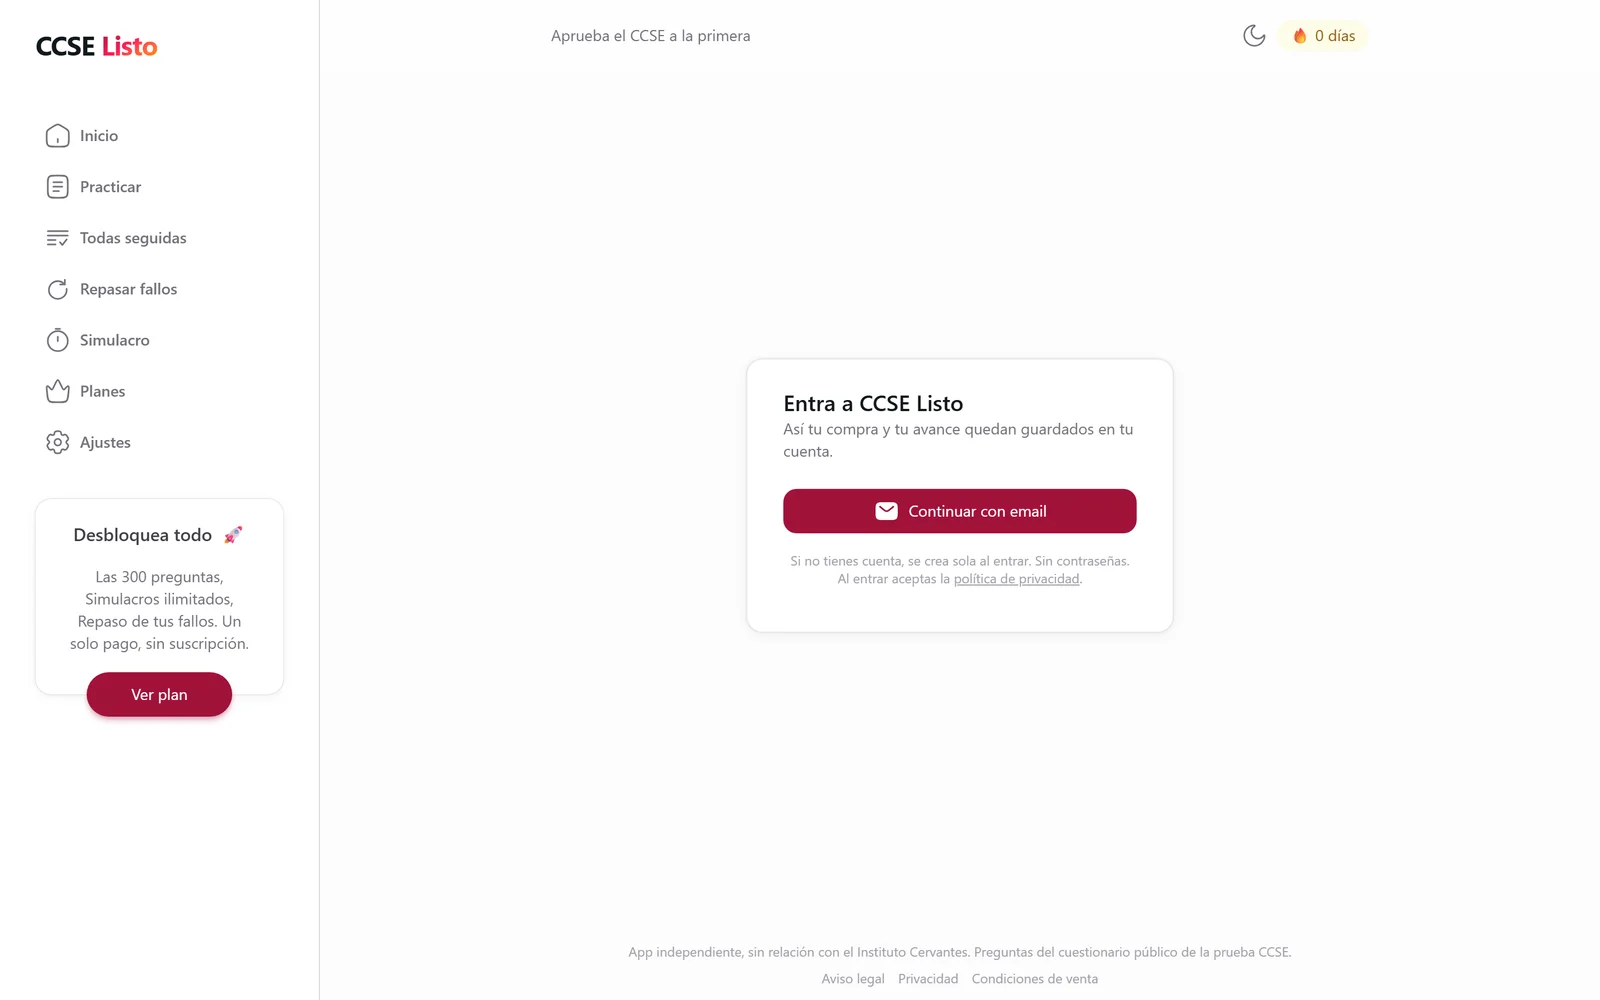 CCSE Listo
Inicio
Practicar
Todas seguidas
Repasar fallos
Simulacro
Planes
Ajustes
Desbloquea todo 🚀
Las 300 preguntas,
Simulacros ilimitados,
Repaso de tus fallos. Un
solo pago, sin suscripción.
Ver plan
Aprueba el CCSE a la primera
🔥 0 días
Entra a CCSE Listo
Así tu compra y tu avance quedan guardados en tu
cuenta.
Continuar con email
Si no tienes cuenta, se crea sola al entrar. Sin contraseñas.
Al entrar aceptas la política de privacidad.
App independiente, sin relación con el Instituto Cervantes. Preguntas del cuestionario público de la prueba CCSE.
Aviso legal Privacidad Condiciones de venta